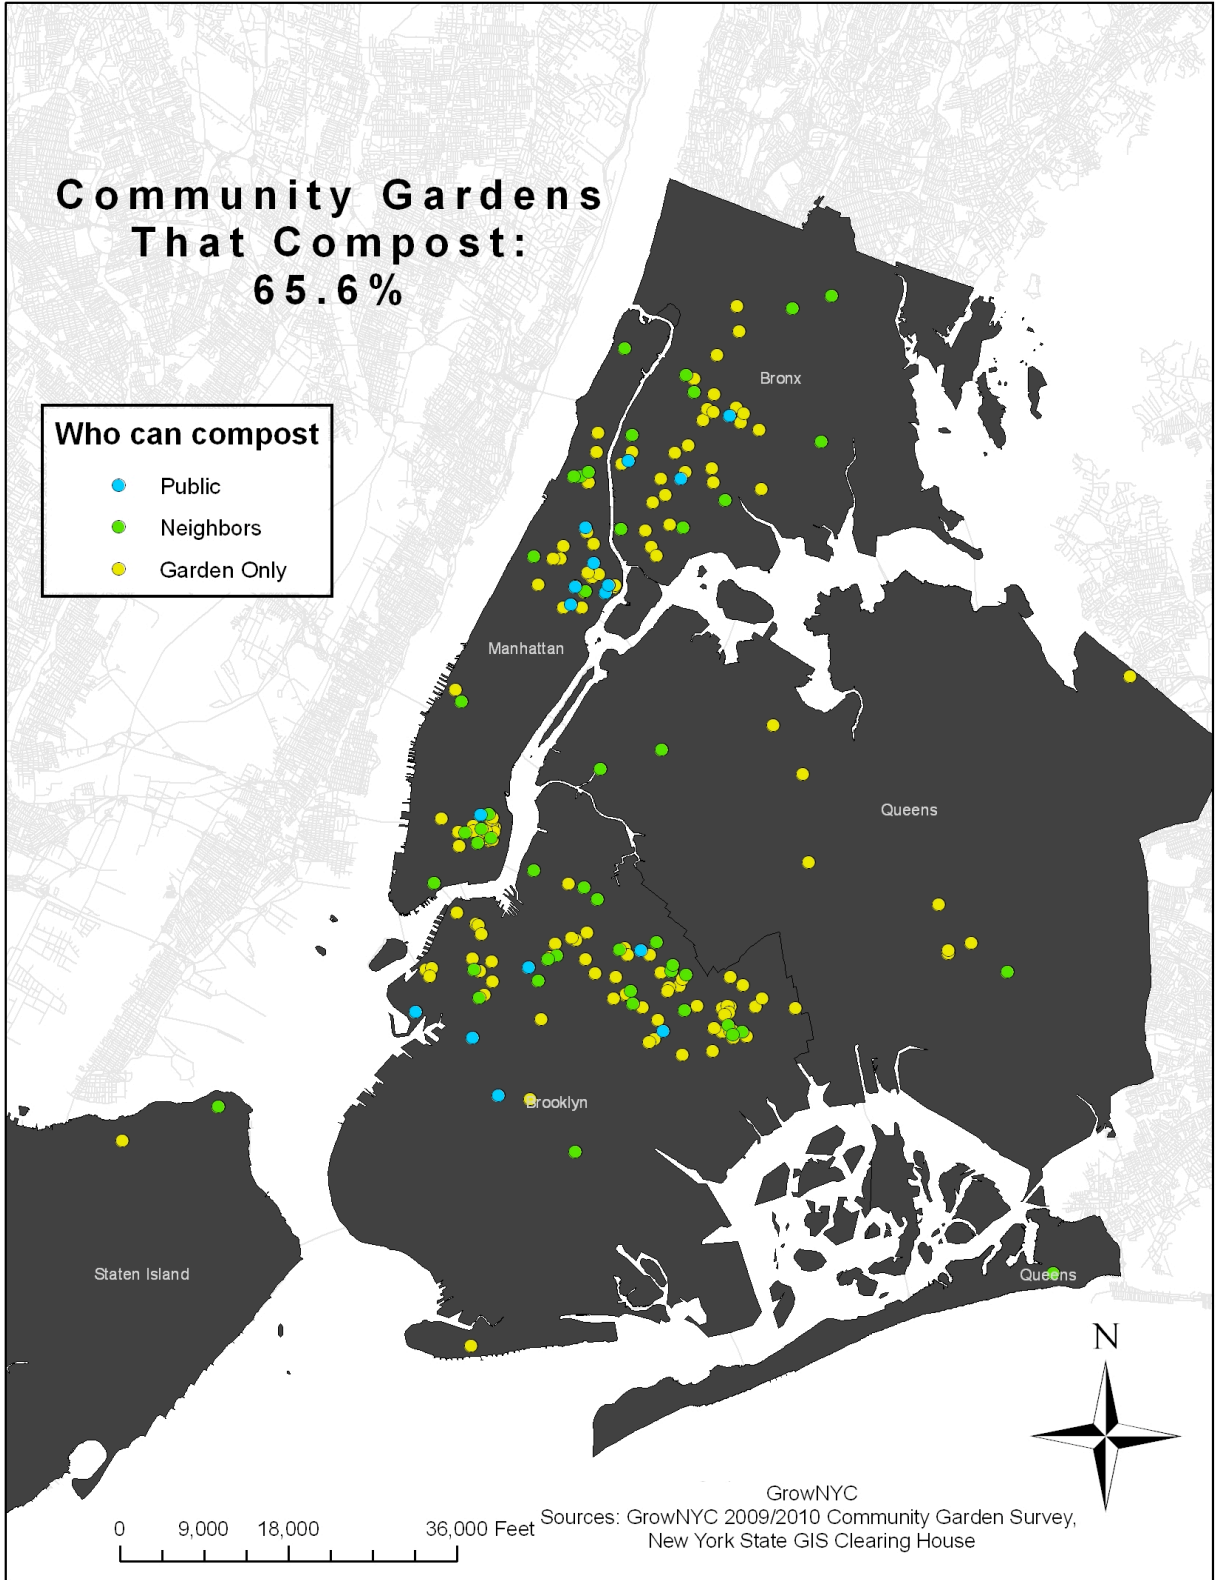 Community Gardens
That Compost:
65.6%
Bronx
Who can compost
Public
Neighbors
Garden Only
Manhattan
Queens
Brooklyn
Staten Island
Queens
N
GrowNYC
Sources: GrowNYC 2009/2010 Community Garden Survey,
New York State GIS Clearing House
0 9,000 18,000 36,000 Feet